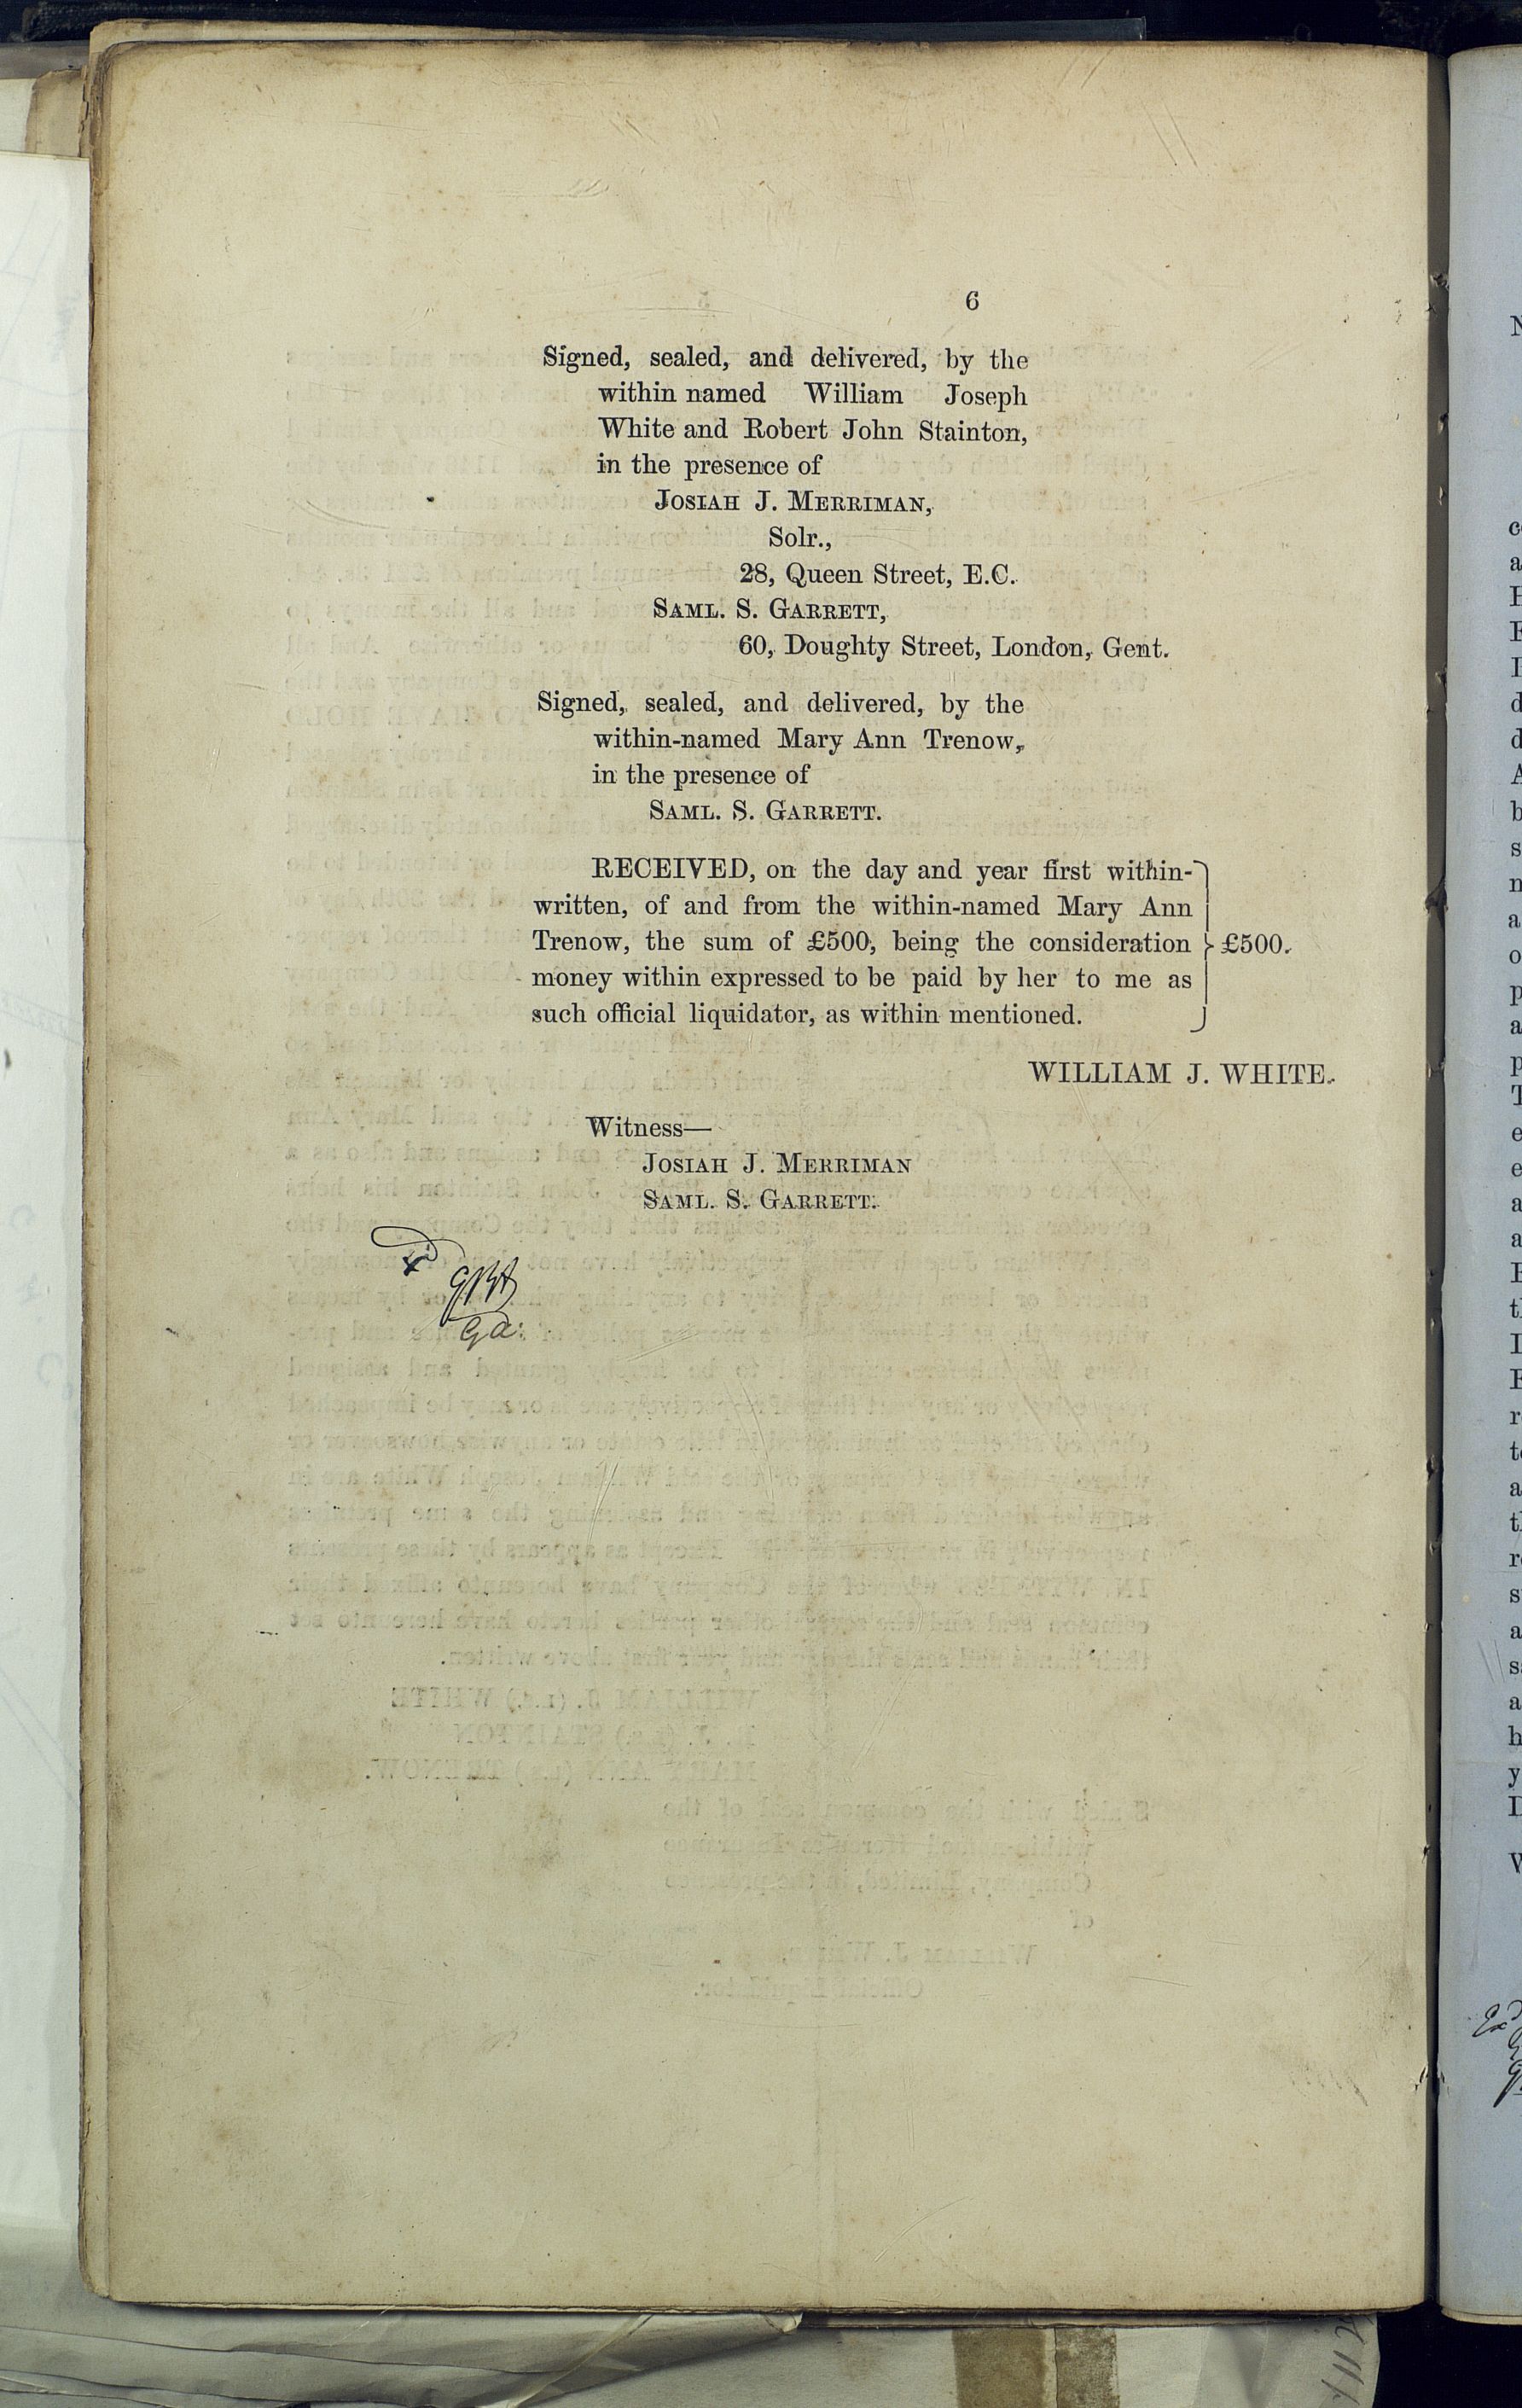 6
Signed, sealed, and delivered, by the
within named William Joseph
White and Robert John Stainton,
in the presence of
JOSIAH J. MERRIMAN,
Solr.,
28, Queen Street, E.C.
SAML. S. GARRETT,
60, Doughty Street, London, Gent.
Signed, sealed, and delivered, by the
within-named Mary Ann Trenow,
in the presence of
SAML. S. GARRETT.
RECEIVED, on the day and year first within-
written, of and from the within-named Mary Ann
Trenow, the sum of £500, being the consideration
£500.
money within expressed to be paid by her to me as
such official liquidator, as within mentioned.
WILLIAM J. WHITE.
Witness—
JOSIAH J. MERRIMAN
SAML. S. GARRETT.